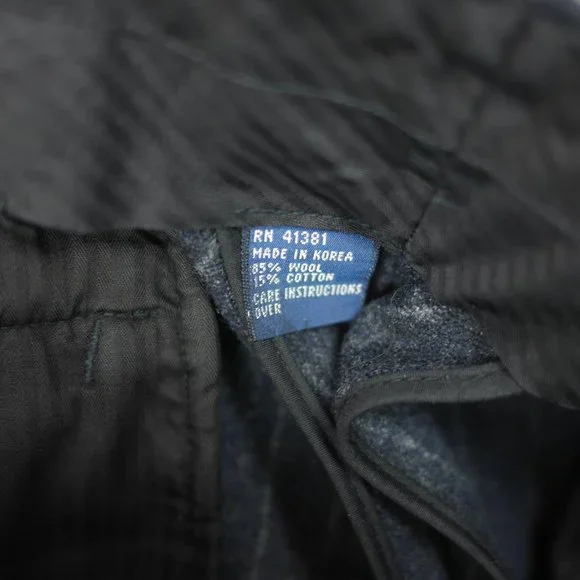 RN 41381
MADE IN KOREA
85% WOOL
15% COTTON
CARE INSTRUCTIONS
OVER